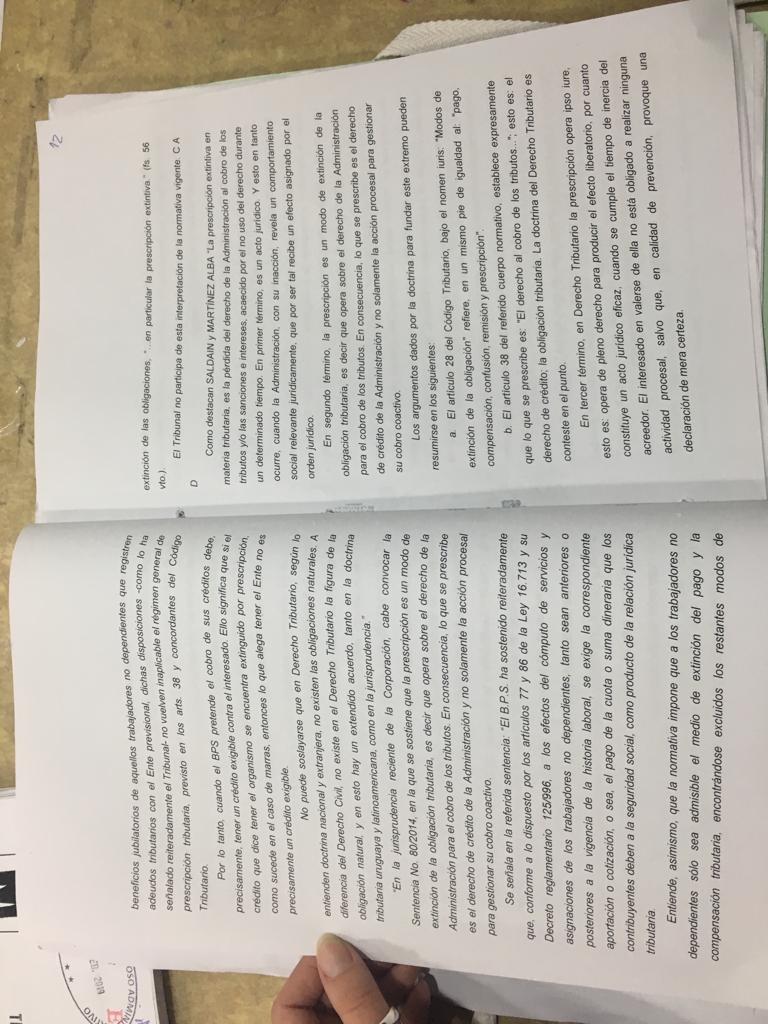 beneficios jubilatorios de aquellos trabajadores no dependientes que registren
adeudos tributarios con el Ente previsional, dichas disposiciones -como lo ha
señalado reiteradamente el Tribunal- no vuelven inaplicable el régimen general de
prescripción tributaria, previsto en los arts. 38 y concordantes del Código
Tributario.
Por lo tanto, cuando el BPS pretende el cobro de sus créditos debe,
precisamente, tener un crédito exigible contra el interesado. Ello significa que si el
crédito que dice tener el organismo se encuentra extinguido por prescripción,
como sucede en el caso de marras, entonces lo que alega tener el Ente no es
precisamente un crédito exigible.
No puede soslayarse que en Derecho Tributario, según lo
entienden doctrina nacional y extranjera, no existen las obligaciones naturales. A
diferencia del Derecho Civil, no existe en el Derecho Tributario la figura de la
obligación natural, y en esto hay un extendido acuerdo, tanto en la doctrina
tributaria uruguaya y latinoamericana, como en la jurisprudencia."
"En la jurisprudencia reciente de la Corporación, cabe convocar la
Sentencia No. 80/2014, en la que se sostiene que la prescripción es un modo de
extinción de la obligación tributaria, es decir que opera sobre el derecho de la
Administración para el cobro de los tributos. En consecuencia, lo que se prescribe
es el derecho de crédito de la Administración y no solamente la acción procesal
para gestionar su cobro coactivo.
Se señala en la referida sentencia: "El B.P.S. ha sostenido reiteradamente
que, conforme a lo dispuesto por los artículos 77 y 86 de la Ley 16.713 y su
Decreto reglamentario 125/996, a los efectos del cómputo de servicios y
asignaciones de los trabajadores no dependientes, tanto sean anteriores o
posteriores a la vigencia de la historia laboral, se exige la correspondiente
aportación o cotización, o sea, el pago de la cuota o suma dineraria que los
contribuyentes deben a la seguridad social, como producto de la relación jurídica
tributaria.
Entiende, asimismo, que la normativa impone que a los trabajadores no
dependientes sólo sea admisible el medio de extinción del pago y la
compensación tributaria, encontrándose excluidos los restantes modos de
12
extinción de las obligaciones, "...en particular la prescripción extintiva." (fs. 56
vto.).
El Tribunal no participa de esta interpretación de la normativa vigente. C A
D
Como destacan SALDAIN y MARTÍNEZ ALBA "La prescripción extintiva en
materia tributaria, es la pérdida del derecho de la Administración al cobro de los
tributos y/o las sanciones e intereses, acaecido por el no uso del derecho durante
un determinado tiempo. En primer término, es un acto jurídico. Y esto en tanto
ocurre, cuando la Administración, con su inacción, revela un comportamiento
social relevante jurídicamente, que por ser tal recibe un efecto asignado por el
orden jurídico.
En segundo término, la prescripción es un modo de extinción de la
obligación tributaria, es decir que opera sobre el derecho de la Administración
para el cobro de los tributos. En consecuencia, lo que se prescribe es el derecho
de crédito de la Administración y no solamente la acción procesal para gestionar
su cobro coactivo.
Los argumentos dados por la doctrina para fundar este extremo pueden
resumirse en los siguientes:
a. El artículo 28 del Código Tributario, bajo el nomen iuris: "Modos de
extinción de la obligación" refiere, en un mismo pie de igualdad al: "pago,
compensación, confusión, remisión y prescripción".
b. El artículo 38 del referido cuerpo normativo, establece expresamente
que lo que se prescribe es: "El derecho al cobro de los tributos..."; esto es: el
derecho de crédito; la obligación tributaria. La doctrina del Derecho Tributario es
conteste en el punto.
En tercer término, en Derecho Tributario la prescripción opera ipso iure,
esto es: opera de pleno derecho para producir el efecto liberatorio, por cuanto
constituye un acto jurídico eficaz, cuando se cumple el tiempo de inercia del
acreedor. El interesado en valerse de ella no está obligado a realizar ninguna
actividad procesal, salvo que, en calidad de prevención, provoque una
declaración de mera certeza.